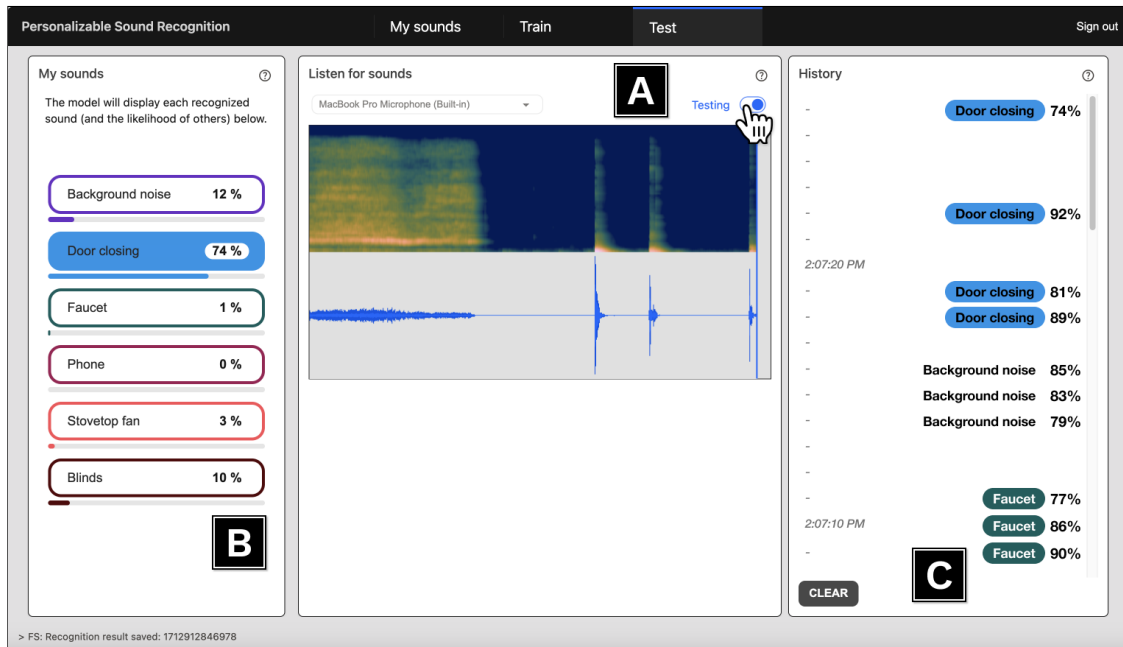 Personalizable Sound Recognition
My sounds
Train
Test
Sign out
My sounds
The model will display each recognized
sound (and the likelihood of others) below.
Background noise 12 %
Door closing 74 %
Faucet 1 %
Phone 0 %
Stovetop fan 3 %
Blinds 10 %
B
Listen for sounds
A
MacBook Pro Microphone (Built-in)
Testing
History
- Door closing 74%
-
-
-
- Door closing 92%
-
2:07:20 PM
- Door closing 81%
- Door closing 89%
-
- Background noise 85%
- Background noise 83%
- Background noise 79%
-
-
- Faucet 77%
2:07:10 PM Faucet 86%
- Faucet 90%
C
CLEAR
> FS: Recognition result saved: 1712912846978